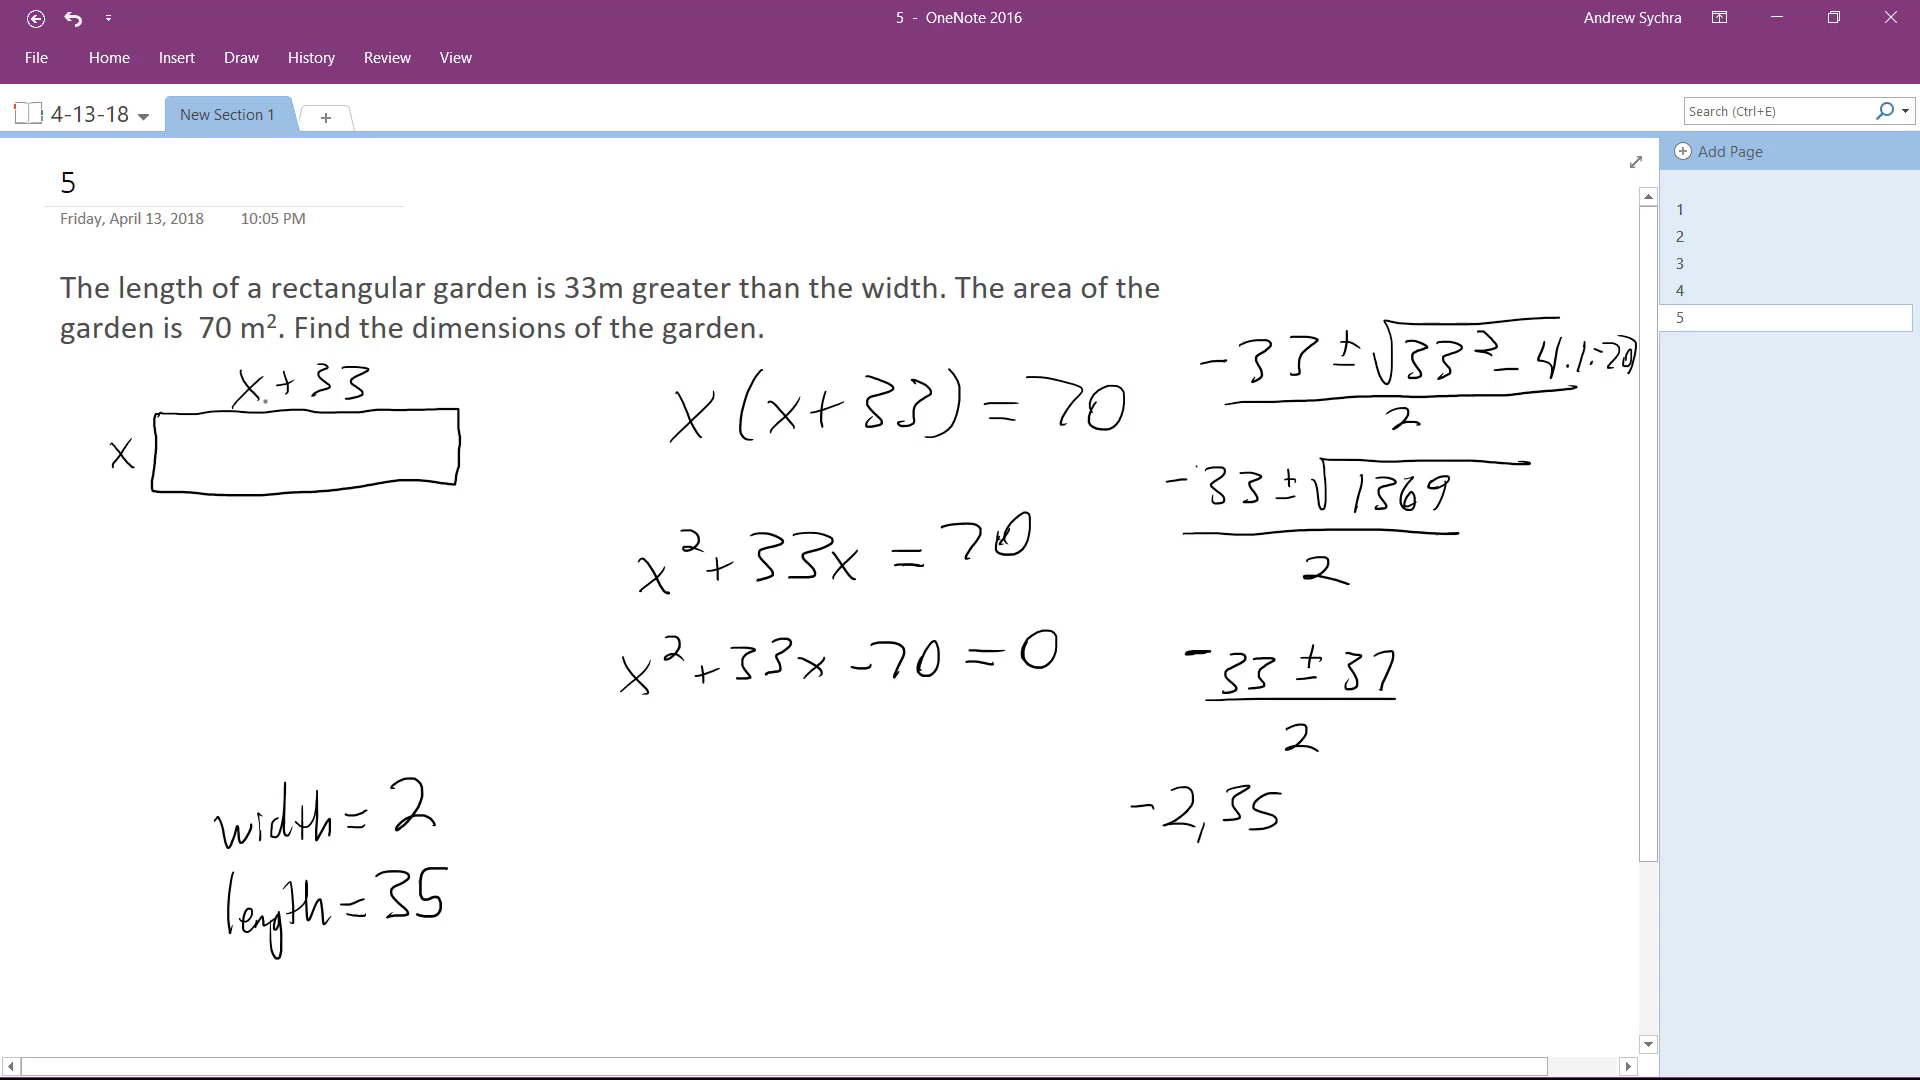 5 - OneNote 2016
Andrew Sychra
File Home Insert Draw History Review View
4-13-18
New Section 1
+
Search (Ctrl+E)
Add Page
1
2
3
4
5
5
Friday, April 13, 2018 10:05 PM
The length of a rectangular garden is 33m greater than the width. The area of the
garden is 70 m². Find the dimensions of the garden.
x+33
x
x(x+33)=70
x²+33x=70
x²+33x-70=0
-33±√33²-4.1.-70
2
-33±√1369
2
-33±37
2
-2,35
width=2
length=35